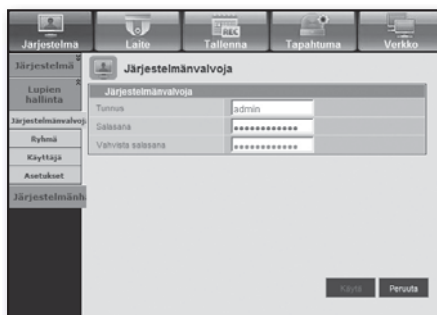 Järjestelmä Laite Tallenna Tapahtuma Verkko
REC
Järjestelmä
Lupien
hallinta
Järjestelmänvalvoj
Ryhmä
Käyttäjä
Asetukset
Järjestelmänh
Järjestelmänvalvoja
Järjestelmänvalvoja
Tunnus admin
Salasana ●●●●●●●●●●●●
Vahvista salasana ●●●●●●●●●●●●
Käytä Peruuta